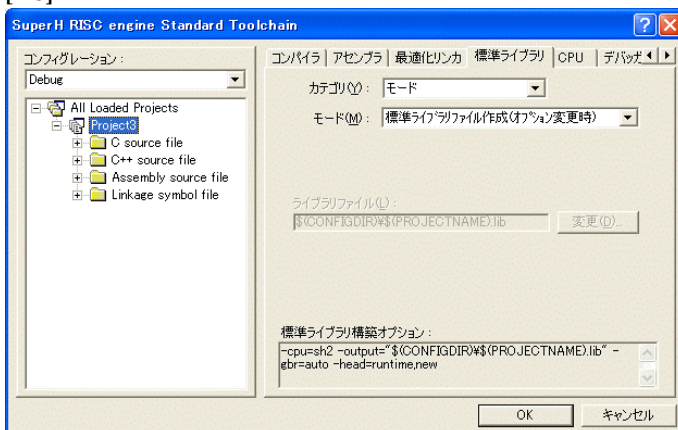 SuperH RISC engine Standard Toolchain
コンフィグレーション :
Debug
All Loaded Projects
Project3
C source file
C++ source file
Assembly source file
Linkage symbol file
コンパイラ アセンブラ 最適化リンカ 標準ライブラリ CPU デバッガ
カテゴリ(Y) : モード
モード(M) : 標準ライブラリファイル作成(オプション変更時)
ライブラリファイル(L) :
$(CONFIGDIR)¥$(PROJECTNAME).lib 変更(D)...
標準ライブラリ構築オプション :
-cpu=sh2 -output="$(CONFIGDIR)¥$(PROJECTNAME).lib" -
gbr=auto -head=runtime,new
OK キャンセル